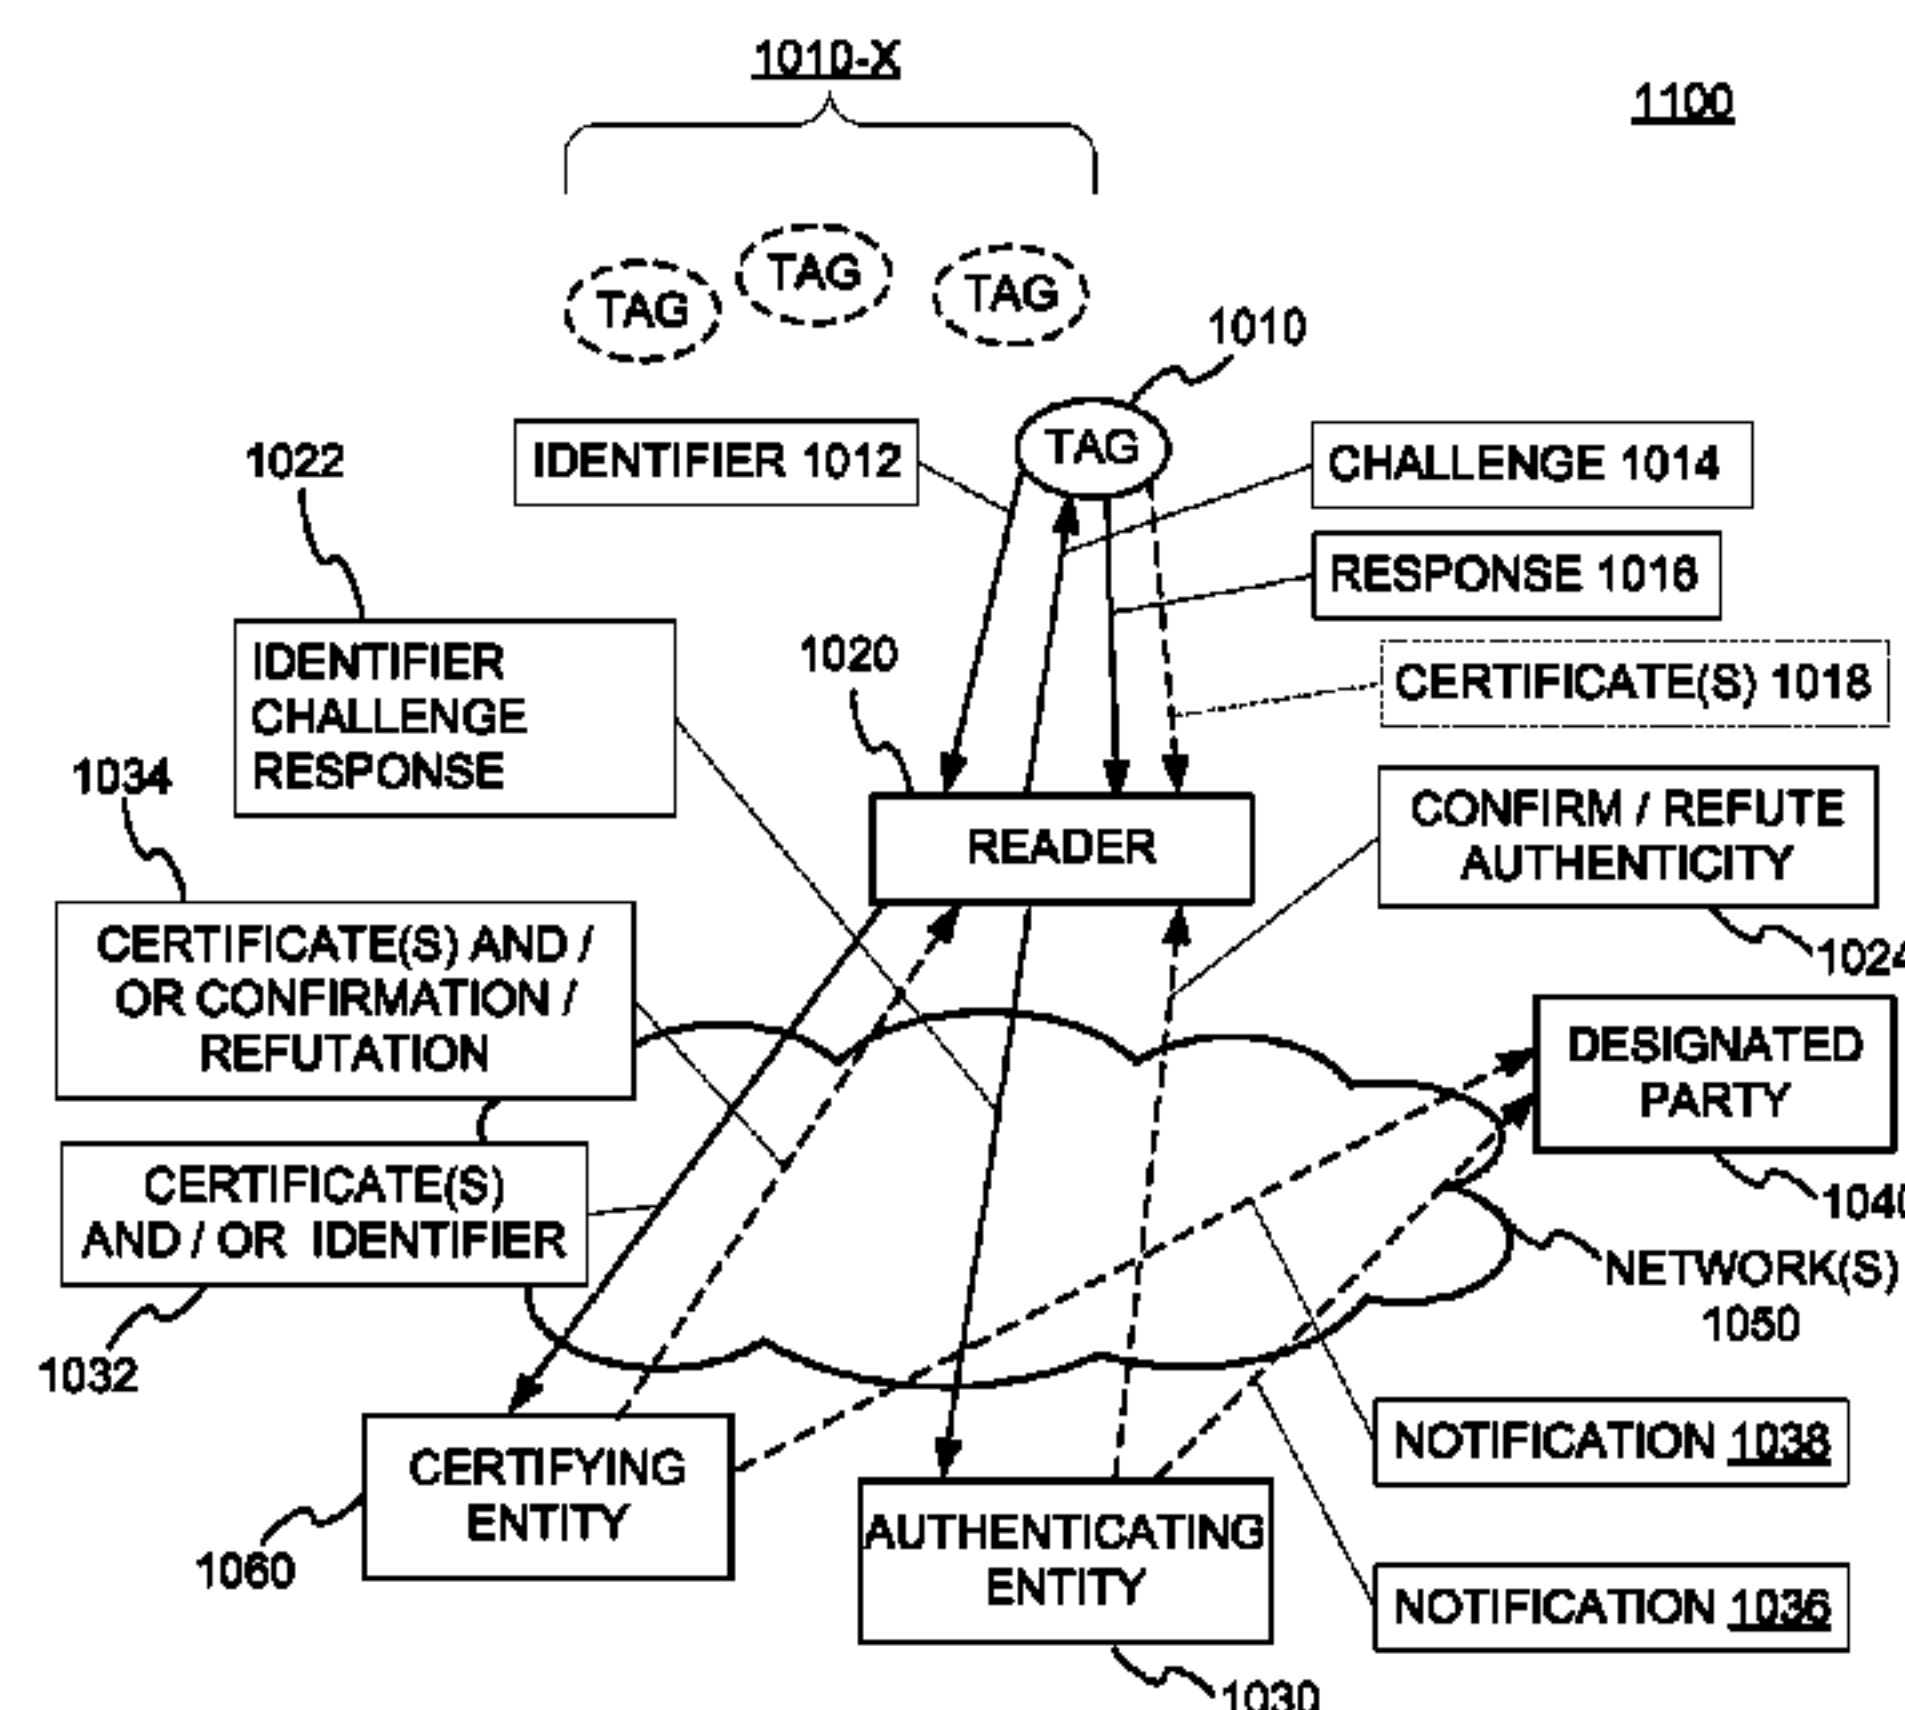 1010-X
1100
TAG
TAG
TAG
1010
TAG
IDENTIFIER 1012
CHALLENGE 1014
1022
RESPONSE 1016
IDENTIFIER
CHALLENGE
RESPONSE
1020
CERTIFICATE(S) 1018
1034
READER
CONFIRM / REFUTE
AUTHENTICITY
1024
CERTIFICATE(S) AND /
OR CONFIRMATION /
REFUTATION
DESIGNATED
PARTY
1040
CERTIFICATE(S)
AND / OR IDENTIFIER
NETWORK(S)
1050
1032
CERTIFYING
ENTITY
NOTIFICATION 1038
1060
AUTHENTICATING
ENTITY
NOTIFICATION 1036
1030